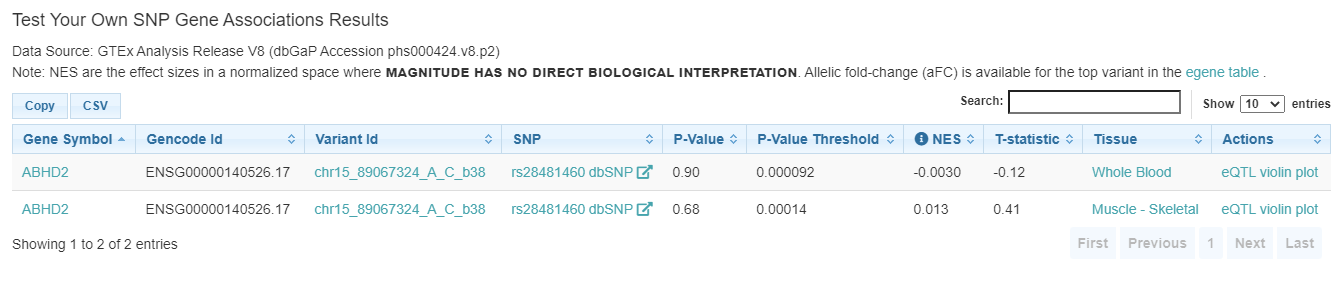 Test Your Own SNP Gene Associations Results
Data Source: GTEx Analysis Release V8 (dbGaP Accession phs000424.v8.p2)
Note: NES are the effect sizes in a normalized space where MAGNITUDE HAS NO DIRECT BIOLOGICAL INTERPRETATION. Allelic fold-change (aFC) is available for the top variant in the egene table .
Copy CSV Search: Show 10 entries
Gene Symbol Gencode Id Variant Id SNP P-Value P-Value Threshold NES T-statistic Tissue Actions
ABHD2 ENSG00000140526.17 chr15_89067324_A_C_b38 rs28481460 dbSNP 0.90 0.000092 -0.0030 -0.12 Whole Blood eQTL violin plot
ABHD2 ENSG00000140526.17 chr15_89067324_A_C_b38 rs28481460 dbSNP 0.68 0.00014 0.013 0.41 Muscle - Skeletal eQTL violin plot
Showing 1 to 2 of 2 entries First Previous 1 Next Last